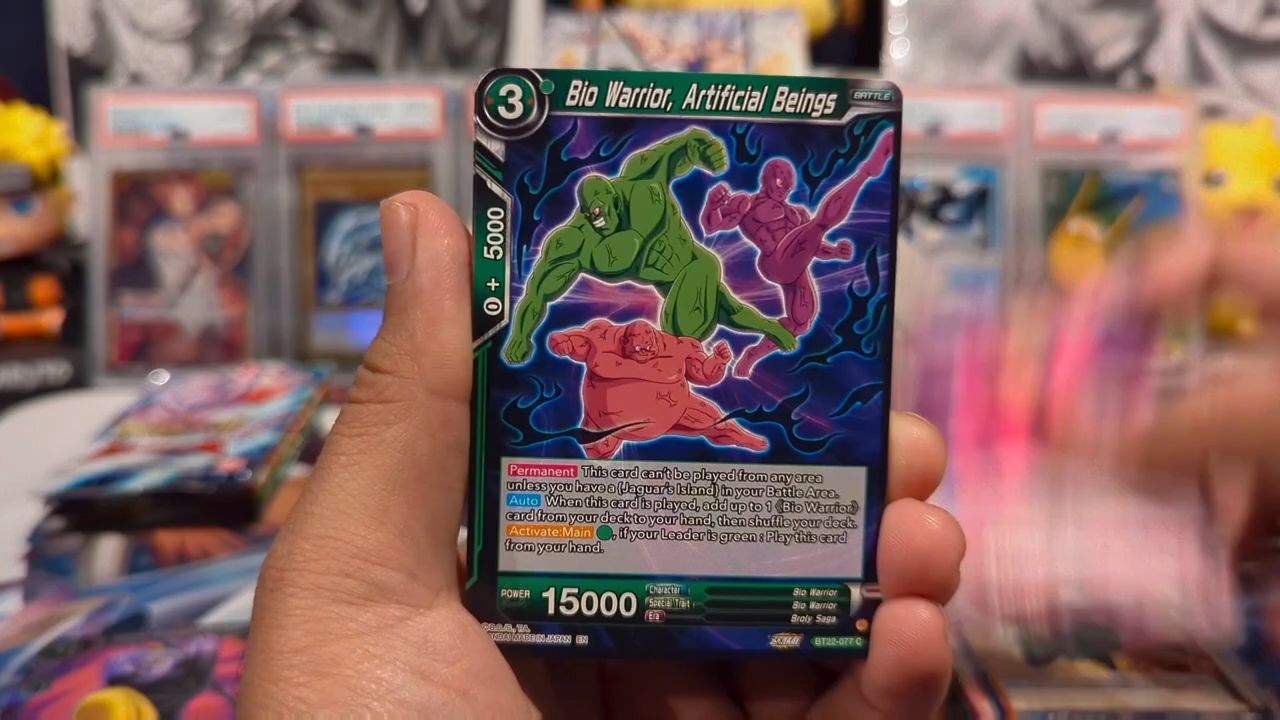 3
Bio Warrior, Artificial Beings
BATTLE
0 + 5000
Permanent This card can't be played from any area
unless you have a {Jaguar's Island} in your Battle Area.
Auto When this card is played, add up to 1 《Bio Warrior》
card from your deck to your hand, then shuffle your deck.
Activate:Main , if your Leader is green : Play this card
from your hand.
POWER 15000
Character Bio Warrior
Special Trait Bio Warrior
Era Broly Saga
BANDAI MADE IN JAPAN EN
BT22-077 C